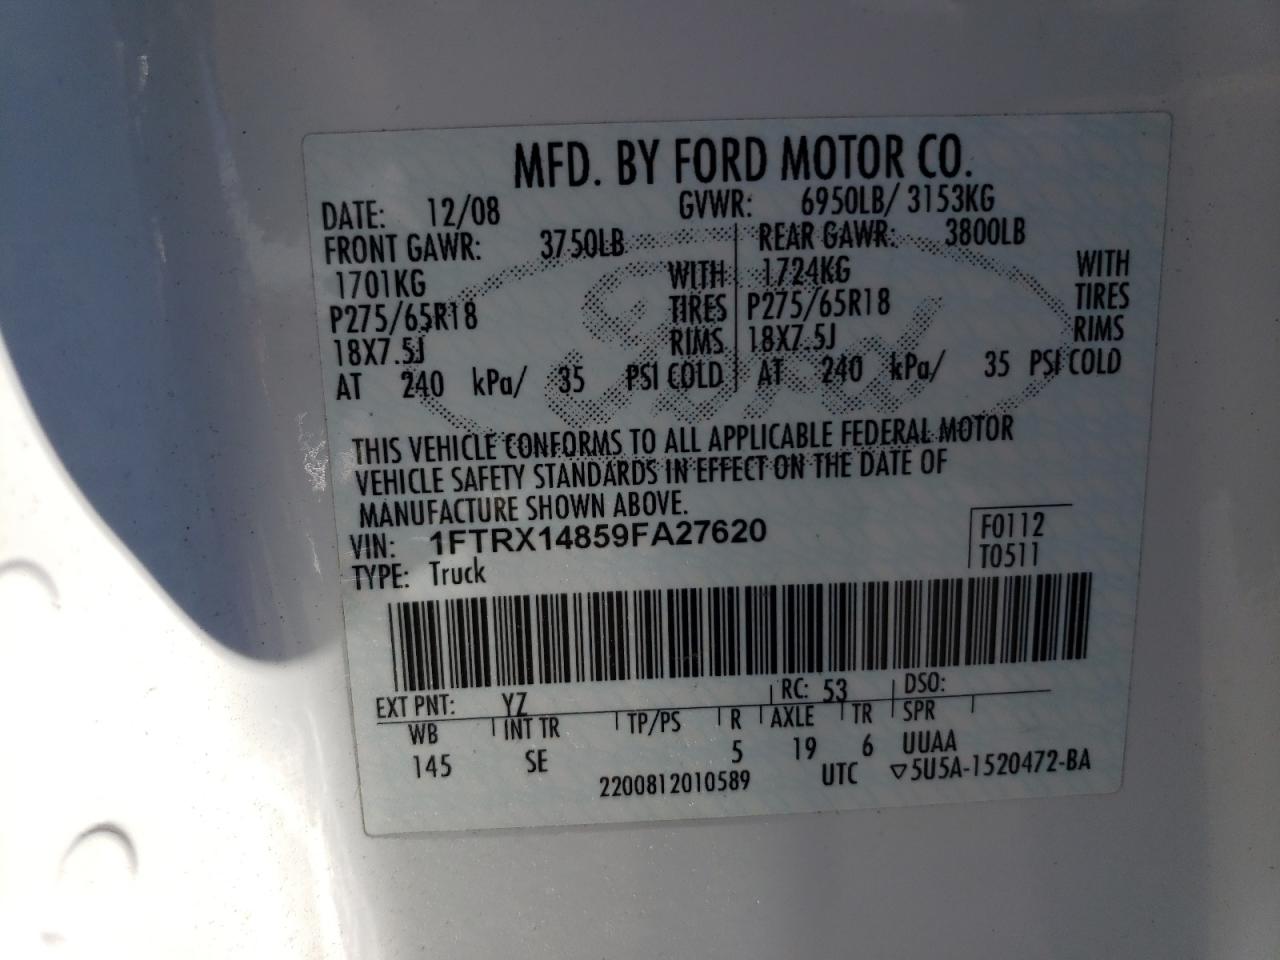 MFD. BY FORD MOTOR CO.
DATE: 12/08 GVWR: 6950LB/ 3153KG
FRONT GAWR: 3750LB REAR GAWR: 3800LB
1701KG WITH 1724KG WITH
P275/65R18 TIRES P275/65R18 TIRES
18X7.5J RIMS 18X7.5J RIMS
AT 240 kPa/ 35 PSI COLD AT 240 kPa/ 35 PSI COLD
Ford
THIS VEHICLE CONFORMS TO ALL APPLICABLE FEDERAL MOTOR
VEHICLE SAFETY STANDARDS IN EFFECT ON THE DATE OF
MANUFACTURE SHOWN ABOVE.
VIN: 1FTRX14859FA27620 F0112
TYPE: Truck T0511
EXT PNT: YZ RC: 53 DSO:
WB INT TR TP/PS R AXLE TR SPR
145 SE 5 19 6 UUAA
2200812010589 UTC ▽5U5A-1520472-BA